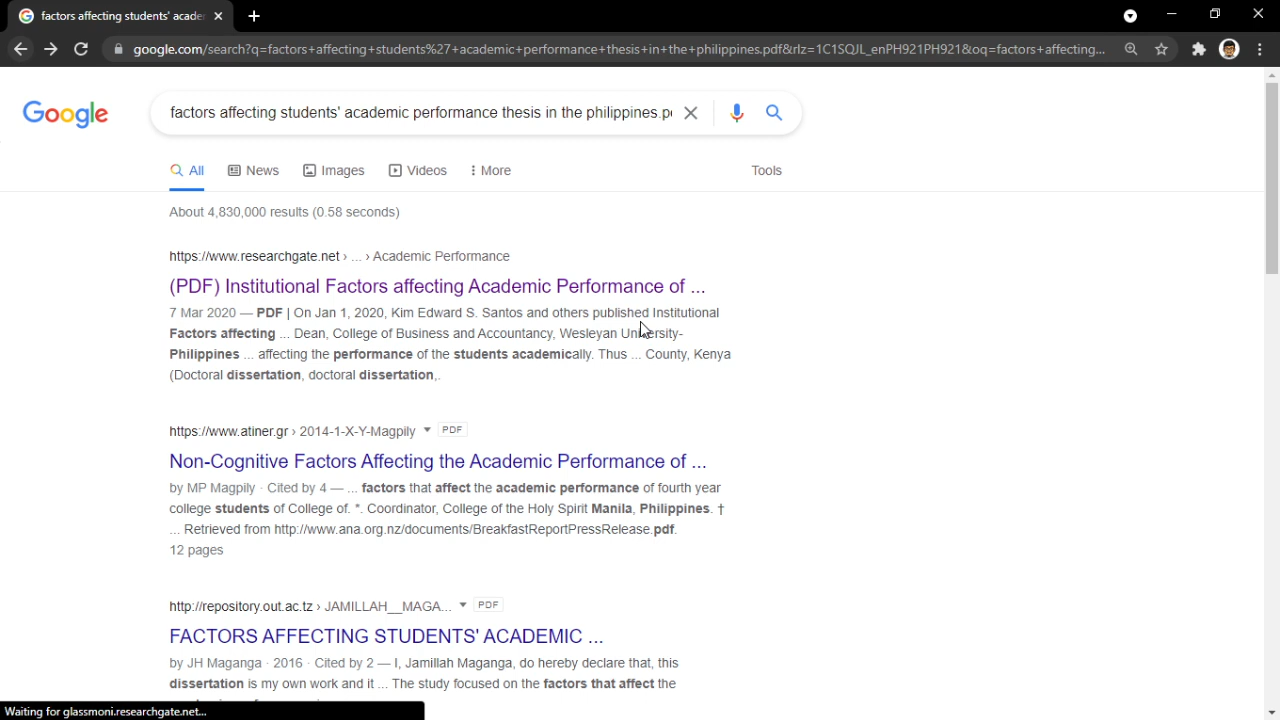 factors affecting students' acade
google.com/search?q=factors+affecting+students%27+academic+performance+thesis+in+the+philippines.pdf&rlz=1C1SQJL_enPH921PH921&oq=factors+affecting...
Google
factors affecting students' academic performance thesis in the philippines.p
All News Images Videos More Tools
About 4,830,000 results (0.58 seconds)
https://www.researchgate.net › ... › Academic Performance
(PDF) Institutional Factors affecting Academic Performance of ...
7 Mar 2020 — PDF | On Jan 1, 2020, Kim Edward S. Santos and others published Institutional
Factors affecting ... Dean, College of Business and Accountancy, Wesleyan University-
Philippines ... affecting the performance of the students academically. Thus ... County, Kenya
(Doctoral dissertation, doctoral dissertation,.
https://www.atiner.gr › 2014-1-X-Y-Magpily PDF
Non-Cognitive Factors Affecting the Academic Performance of ...
by MP Magpily · Cited by 4 — ... factors that affect the academic performance of fourth year
college students of College of. *. Coordinator, College of the Holy Spirit Manila, Philippines. †
... Retrieved from http://www.ana.org.nz/documents/BreakfastReportPressRelease.pdf.
12 pages
http://repository.out.ac.tz › JAMILLAH__MAGA... PDF
FACTORS AFFECTING STUDENTS' ACADEMIC ...
by JH Maganga · 2016 · Cited by 2 — I, Jamillah Maganga, do hereby declare that, this
dissertation is my own work and it ... The study focused on the factors that affect the
Waiting for glassmoni.researchgate.net...